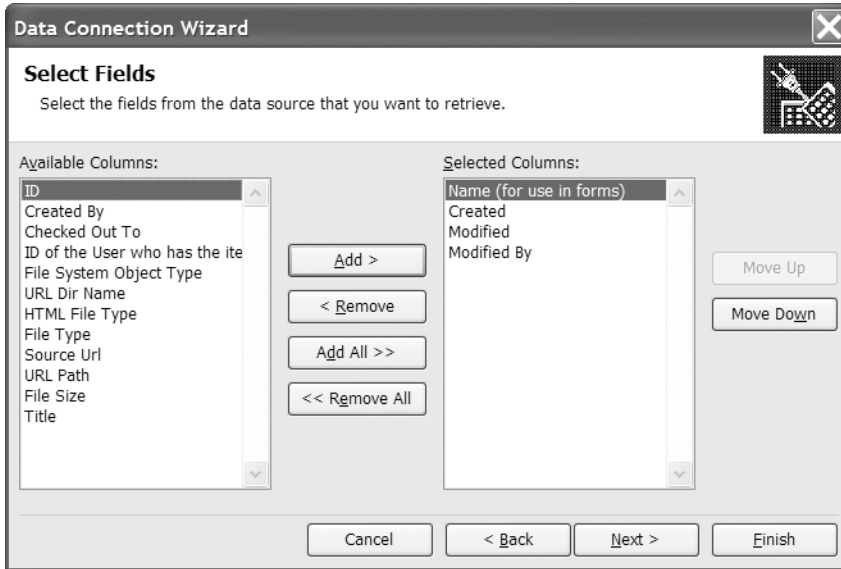 Data Connection Wizard
Select Fields
Select the fields from the data source that you want to retrieve.
Available Columns:
ID
Created By
Checked Out To
ID of the User who has the ite
File System Object Type
URL Dir Name
HTML File Type
File Type
Source Url
URL Path
File Size
Title
Add >
< Remove
Add All >>
<< Remove All
Selected Columns:
Name (for use in forms)
Created
Modified
Modified By
Move Up
Move Down
Cancel
< Back
Next >
Finish